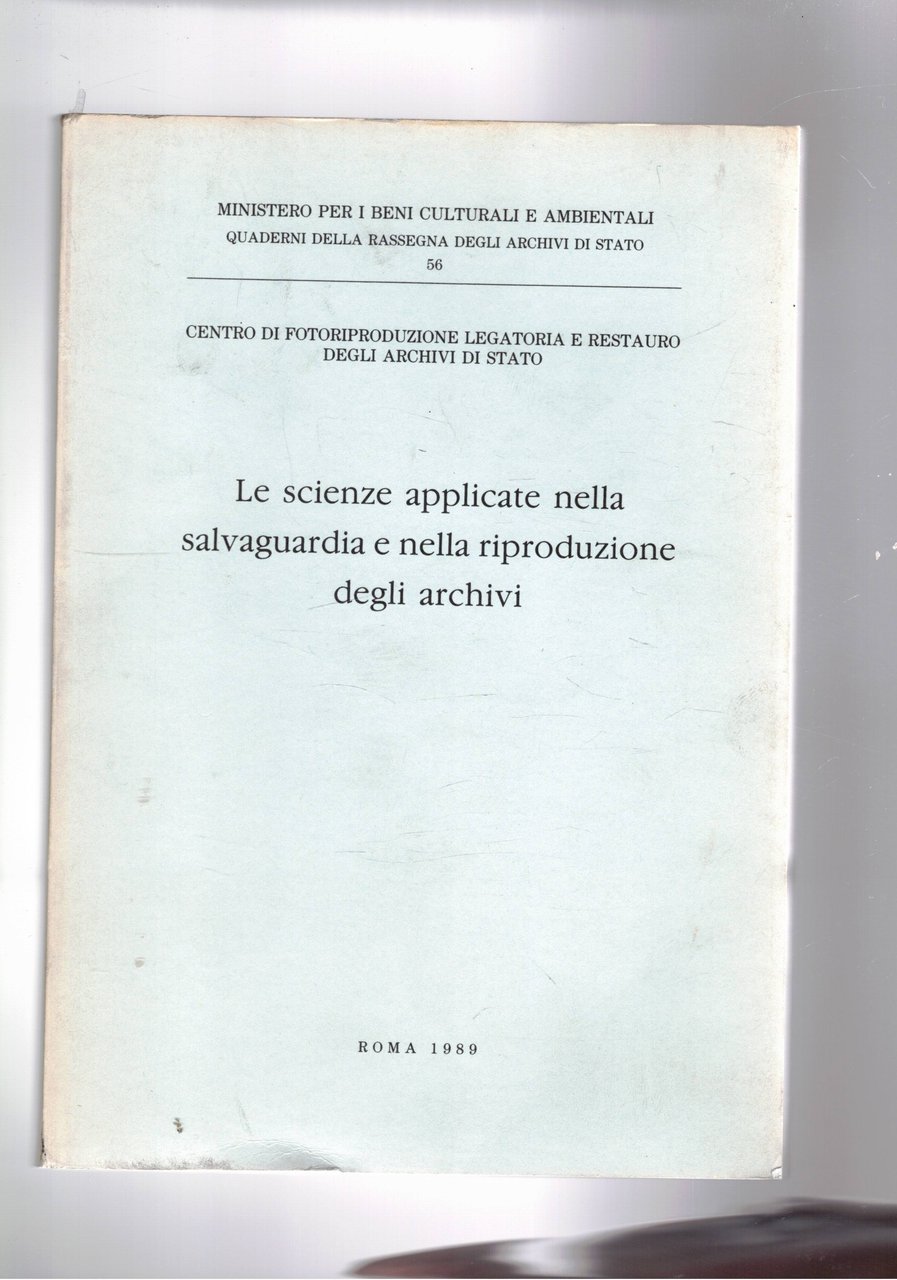 MINISTERO PER I BENI CULTURALI E AMBIENTALI
QUADERNI DELLA RASSEGNA DEGLI ARCHIVI DI STATO
56
CENTRO DI FOTORIPRODUZIONE LEGATORIA E RESTAURO
DEGLI ARCHIVI DI STATO
Le scienze applicate nella
salvaguardia e nella riproduzione
degli archivi
ROMA 1989